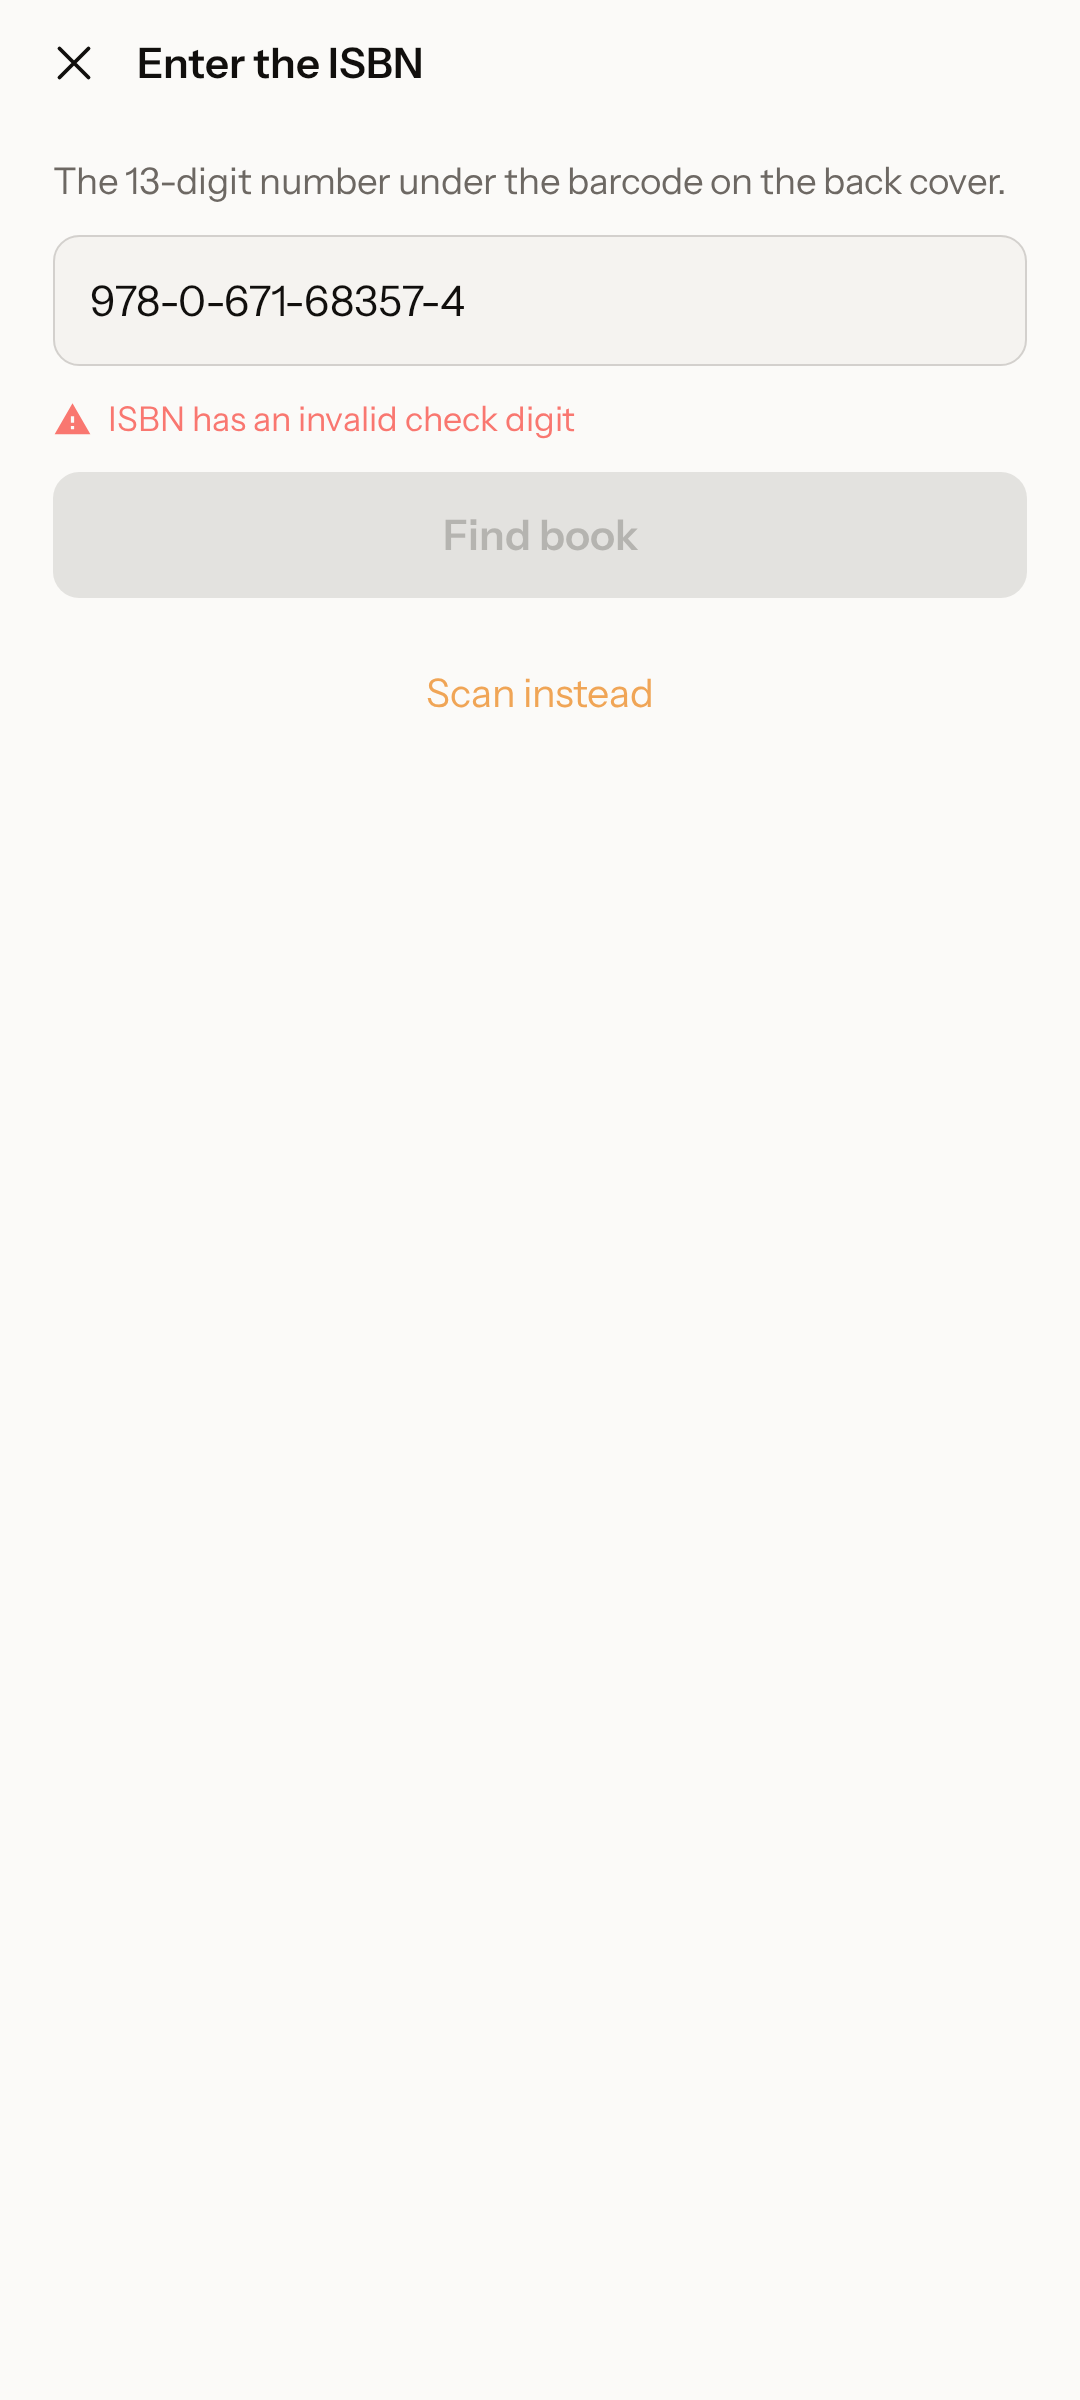 Enter the ISBN
The 13-digit number under the barcode on the back cover.
978-0-671-68357-4
ISBN has an invalid check digit
Find book
Scan instead